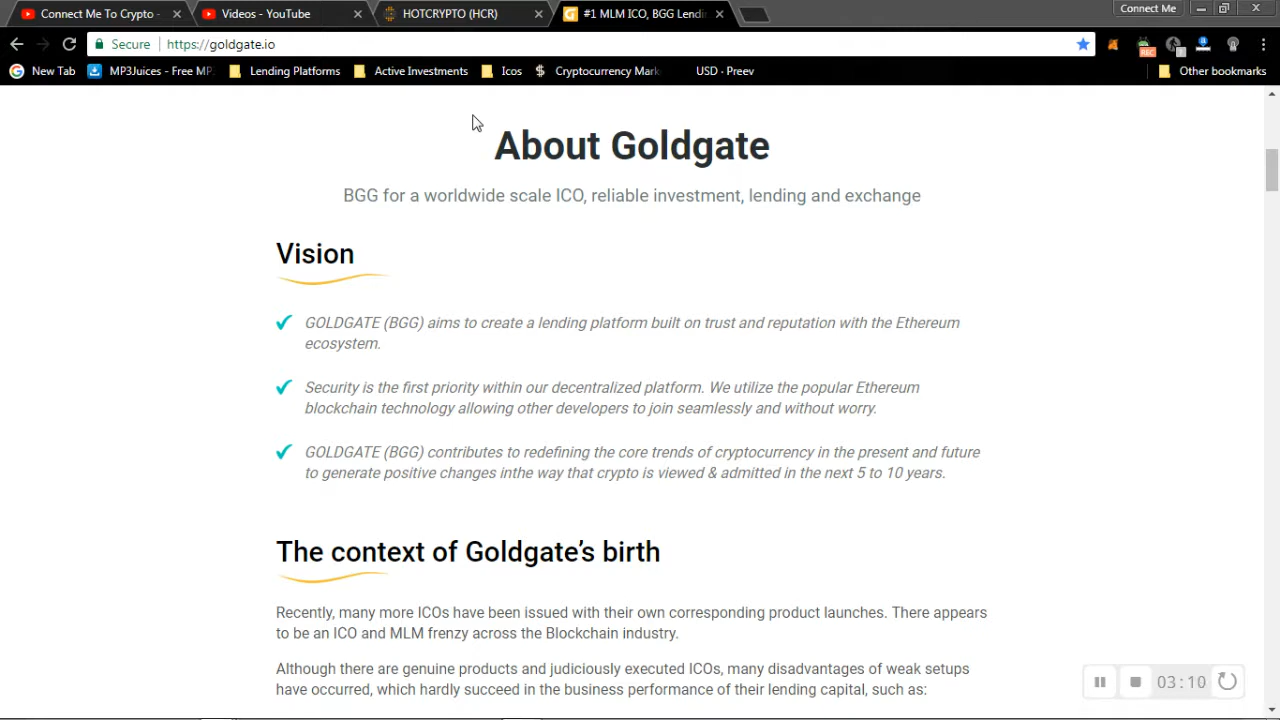 Connect Me To Crypto -
Videos - YouTube
HOTCRYPTO (HCR)
#1 MLM ICO, BGG Lendi
Connect Me
Secure
https://goldgate.io
REC
New Tab
MP3Juices - Free MP
Lending Platforms
Active Investments
Icos
Cryptocurrency Mark
USD · Preev
Other bookmarks
About Goldgate
BGG for a worldwide scale ICO, reliable investment, lending and exchange
Vision
GOLDGATE (BGG) aims to create a lending platform built on trust and reputation with the Ethereum
ecosystem.
Security is the first priority within our decentralized platform. We utilize the popular Ethereum
blockchain technology allowing other developers to join seamlessly and without worry.
GOLDGATE (BGG) contributes to redefining the core trends of cryptocurrency in the present and future
to generate positive changes inthe way that crypto is viewed & admitted in the next 5 to 10 years.
The context of Goldgate's birth
Recently, many more ICOs have been issued with their own corresponding product launches. There appears
to be an ICO and MLM frenzy across the Blockchain industry.
Although there are genuine products and judiciously executed ICOs, many disadvantages of weak setups
have occurred, which hardly succeed in the business performance of their lending capital, such as:
03:10